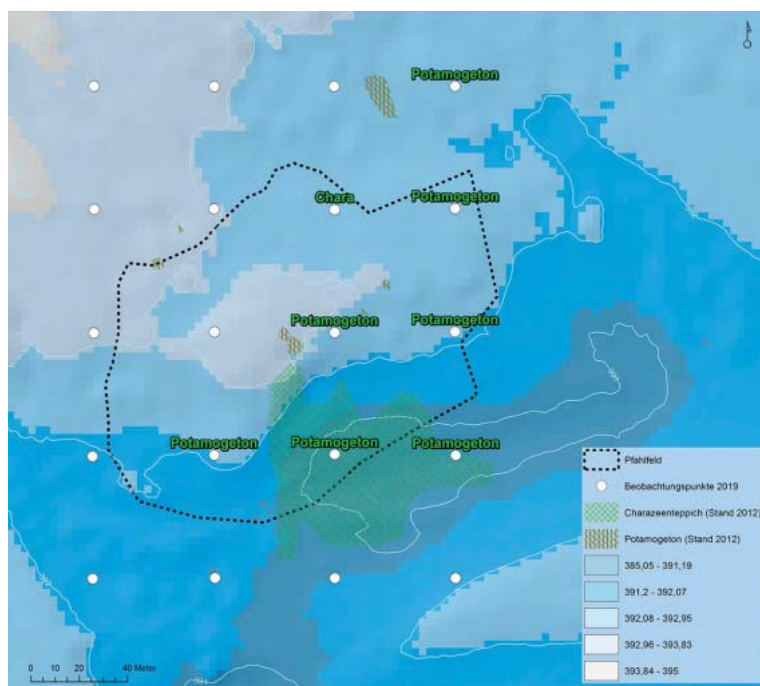 Potamogeton
Chara
Potamogeton
Potamogeton
Potamogeton
Potamogeton
Potamogeton
Potamogeton
Pfahlfeld
Beobachtungspunkte 2019
Charazeenteppich (Stand 2012)
Potamogeton (Stand 2012)
385,05 - 391,19
391,2 - 392,07
392,08 - 392,95
392,96 - 393,83
393,84 - 395
0 10 20 40 Meter